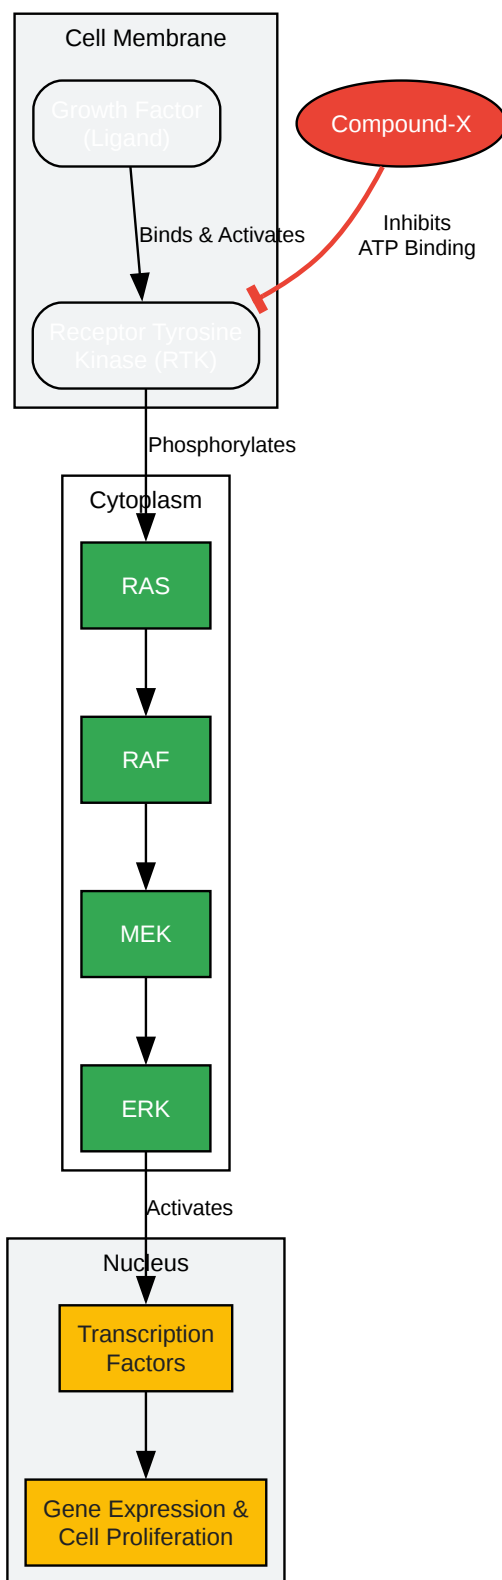 Cell Membrane
Growth Factor
(Ligand)
Compound-X
Binds & Activates
Inhibits
ATP Binding
Receptor Tyrosine
Kinase (RTK)
Phosphorylates
Cytoplasm
RAS
RAF
MEK
ERK
Activates
Nucleus
Transcription
Factors
Gene Expression &
Cell Proliferation